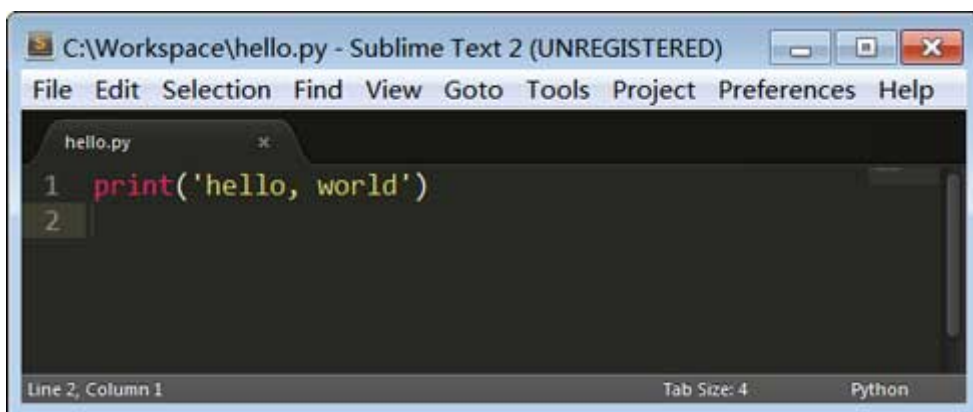 C:\Workspace\hello.py - Sublime Text 2 (UNREGISTERED)
File Edit Selection Find View Goto Tools Project Preferences Help
hello.py
1 print('hello, world')
2
Line 2, Column 1 Tab Size: 4 Python